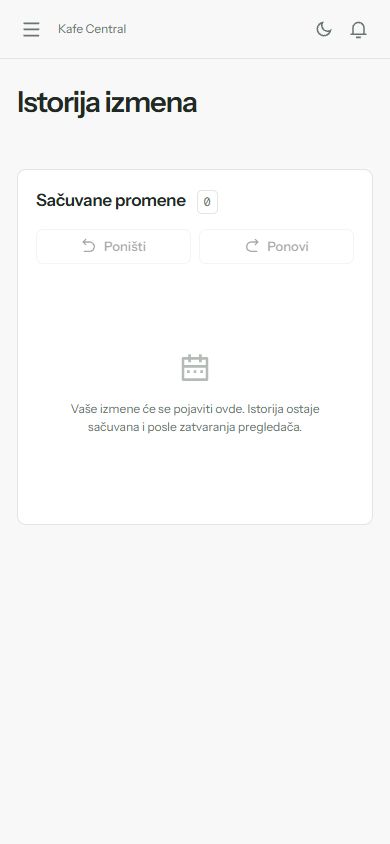 Kafe Central
Istorija izmena
Sačuvane promene 0
Poništi Ponovi
Vaše izmene će se pojaviti ovde. Istorija ostaje
sačuvana i posle zatvaranja pregledača.